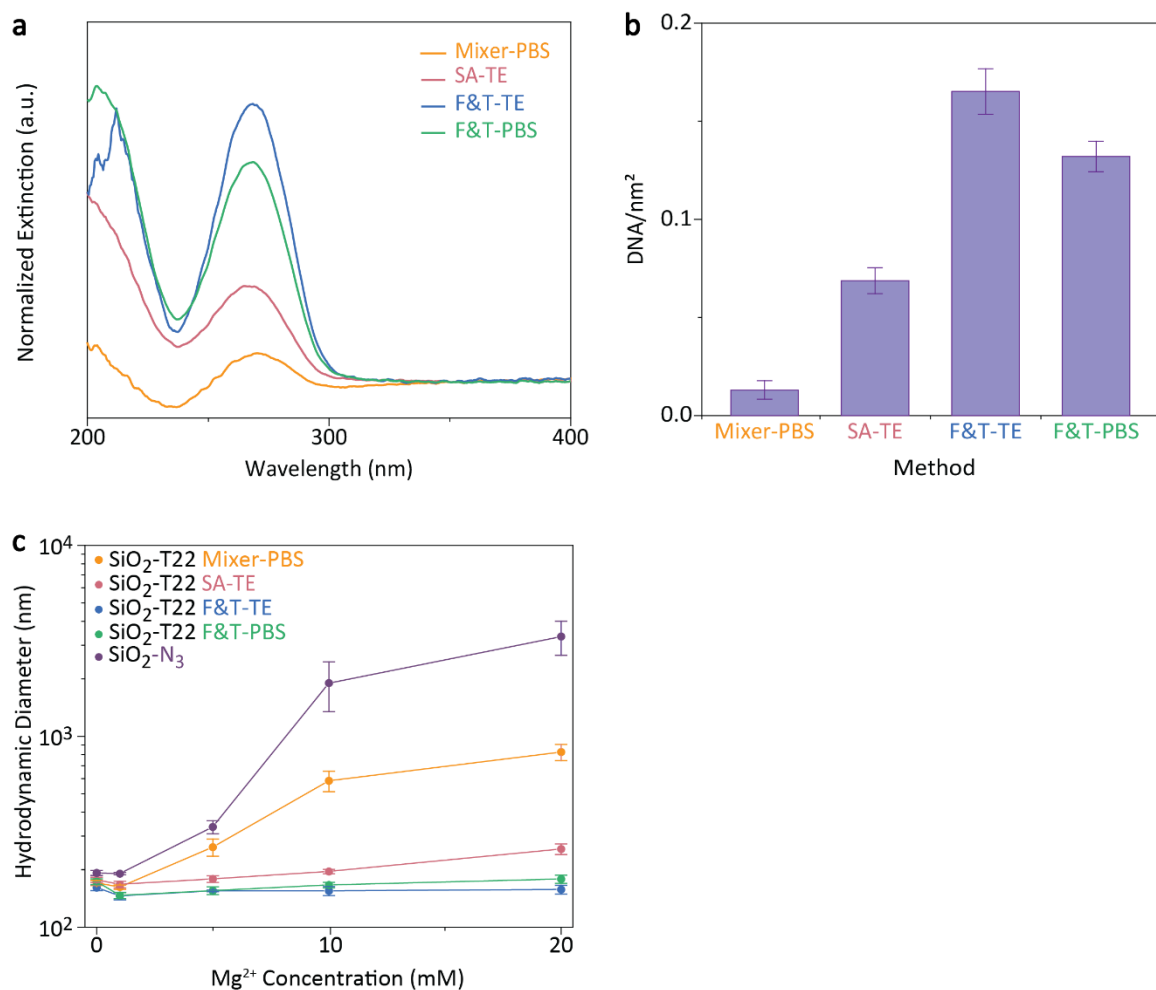 a
Normalized Extinction (a.u.)
Mixer-PBS
SA-TE
F&T-TE
F&T-PBS
200
300
400
Wavelength (nm)
b
DNA/nm²
0.2
0.1
0.0
Mixer-PBS
SA-TE
F&T-TE
F&T-PBS
Method
c
Hydrodynamic Diameter (nm)
10⁴
10³
10²
SiO₂-T22 Mixer-PBS
SiO₂-T22 SA-TE
SiO₂-T22 F&T-TE
SiO₂-T22 F&T-PBS
SiO₂-N₃
0
10
20
Mg²⁺ Concentration (mM)